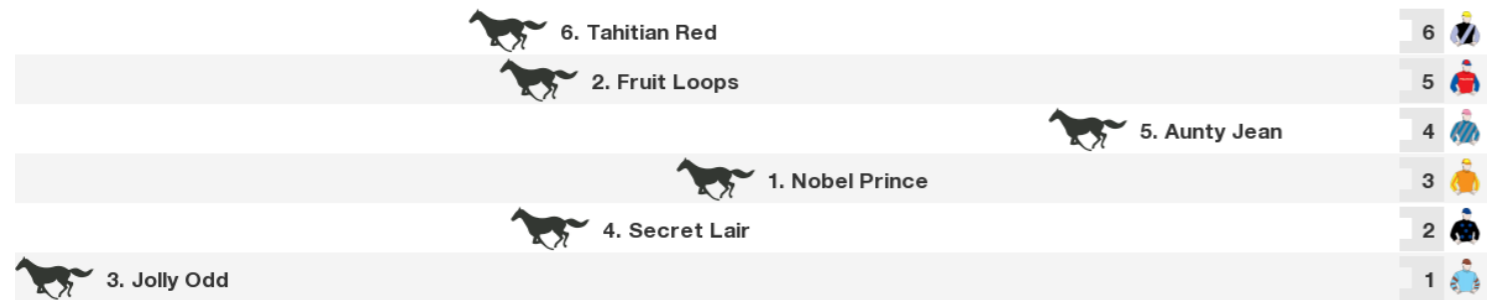 6. Tahitian Red 6
2. Fruit Loops 5
5. Aunty Jean 4
1. Nobel Prince 3
4. Secret Lair 2
3. Jolly Odd 1